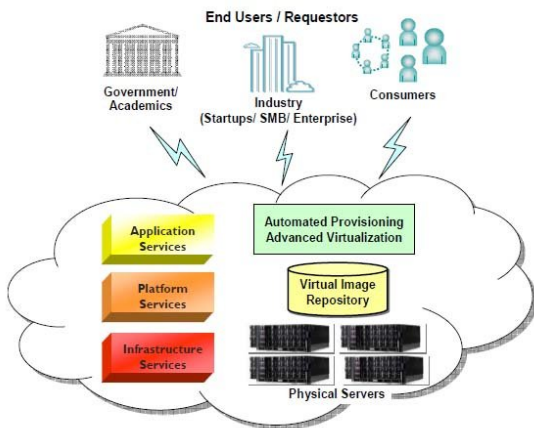 End Users / Requestors
Government/
Academics
Industry
(Startups/ SMB/ Enterprise)
Consumers
Application
Services
Automated Provisioning
Advanced Virtualization
Platform
Services
Virtual Image
Repository
Infrastructure
Services
Physical Servers